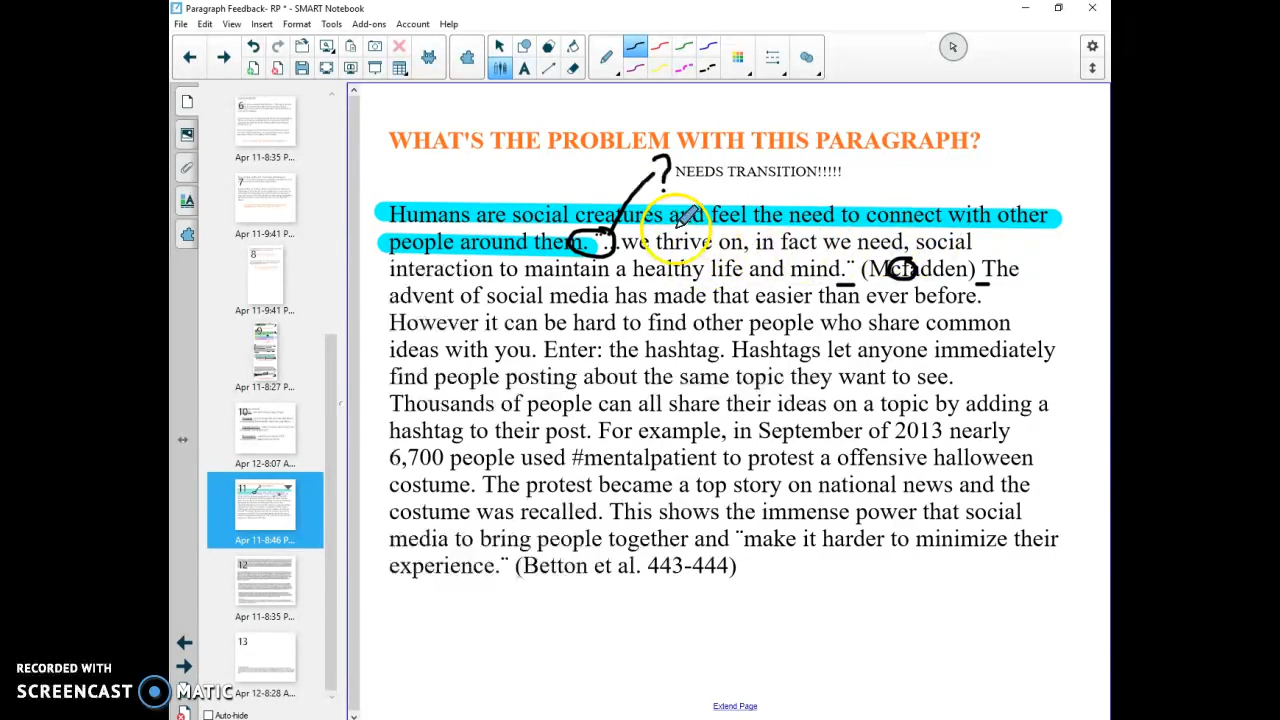 Paragraph Feedback- RP * - SMART Notebook
File Edit View Insert Format Tools Add-ons Account Help
WHAT'S THE PROBLEM WITH THIS PARAGRAPH?
? NEEDS TRANSITION!!!!!
Humans are social creatures and feel the need to connect with other
people around them. ¨...we thrive on, in fact we need, social
interaction to maintain a healthy life and mind.¨ (Mcfadden) The
advent of social media has made that easier than ever before.
However it can be hard to find other people who share common
ideas with you. Enter: the hashtag. Hashtags let anyone immediately
find people posting about the same topic they want to see.
Thousands of people can all share their ideas on a topic by adding a
hashtag to their post. For example, in September of 2013 nearly
6,700 people used #mentalpatient to protest a offensive halloween
costume. The protest became a top story on national news and the
costume was recalled. This shows the immense power that social
media to bring people together and ¨make it harder to minimize their
experience.¨ (Betton et al. 443-444)
Extend Page
6
Apr 11-8:35 P...
7
Apr 11-9:41 P...
8
Apr 11-9:41 P...
9
Apr 11-8:27 P...
10
Apr 12-8:07 A...
11
Apr 11-8:46 P...
12
Apr 11-8:35 P...
13
Apr 12-8:28 A...
Auto-hide
RECORDED WITH
SCREENCAST MATIC